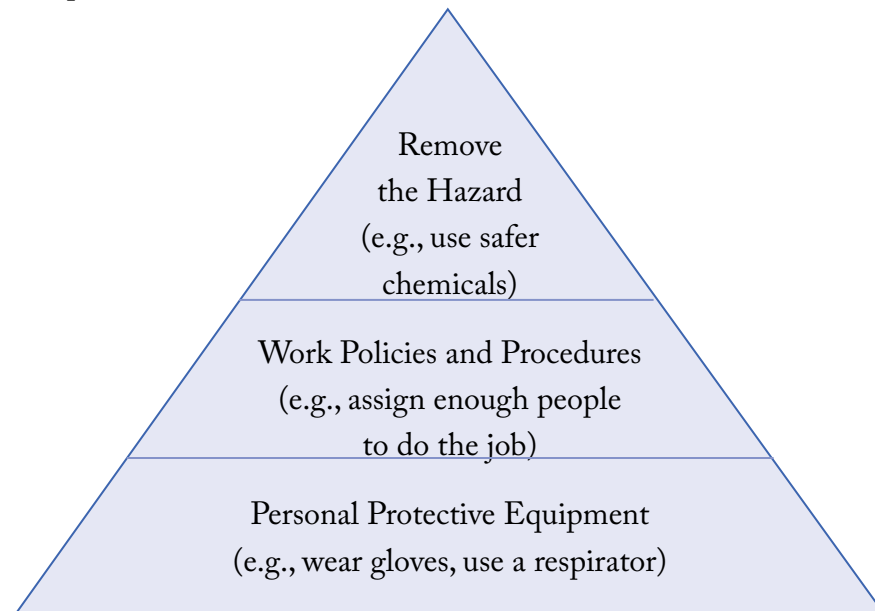 Remove
the Hazard
(e.g., use safer
chemicals)
Work Policies and Procedures
(e.g., assign enough people
to do the job)
Personal Protective Equipment
(e.g., wear gloves, use a respirator)